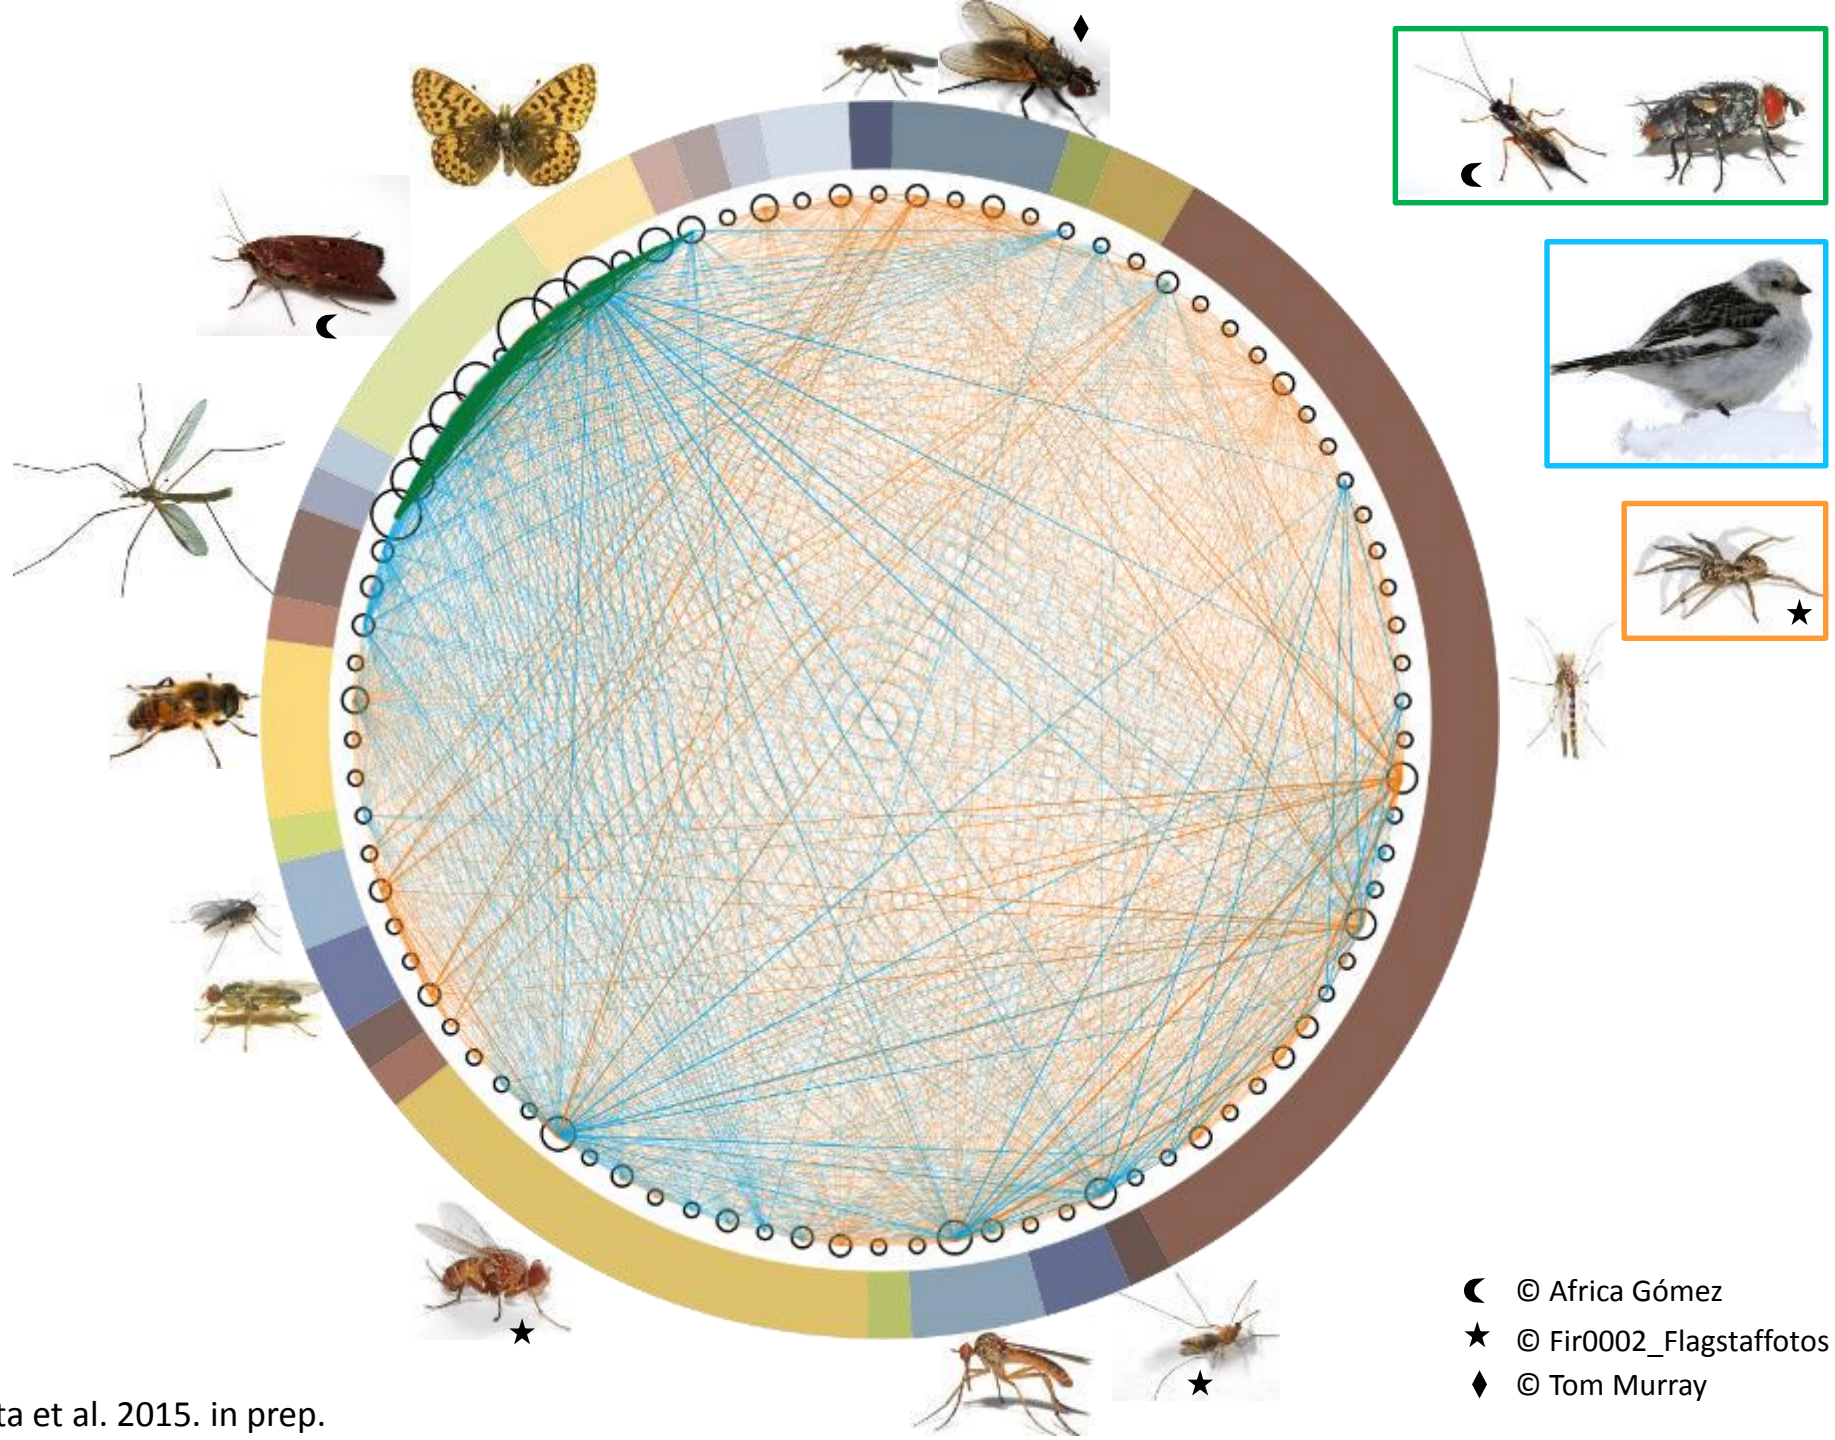 © Africa Gómez
© Fir0002_Flagstaffotos
© Tom Murray
ta et al. 2015. in prep.